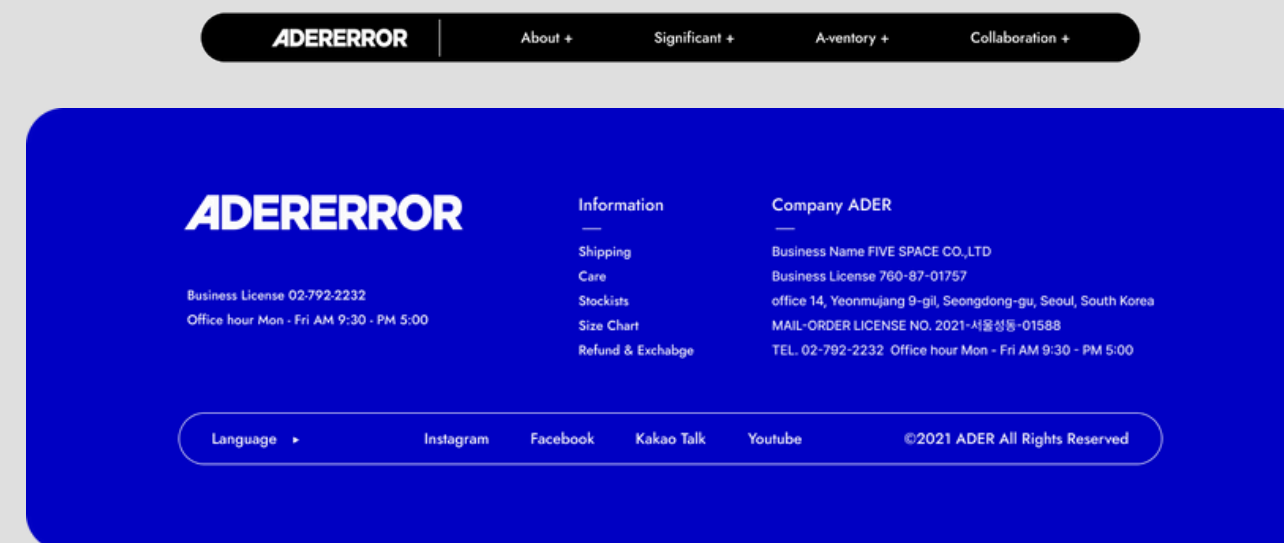 ADERERROR About + Significant + A-ventory + Collaboration +
ADERERROR
Business License 02-792-2232
Office hour Mon - Fri AM 9:30 - PM 5:00
Information
Shipping
Care
Stockists
Size Chart
Refund & Exchabge
Company ADER
Business Name FIVE SPACE CO.,LTD
Business License 760-87-01757
office 14, Yeonmujang 9-gil, Seongdong-gu, Seoul, South Korea
MAIL-ORDER LICENSE NO. 2021-서울성동-01588
TEL. 02-792-2232 Office hour Mon - Fri AM 9:30 - PM 5:00
Language Instagram Facebook Kakao Talk Youtube ©2021 ADER All Rights Reserved